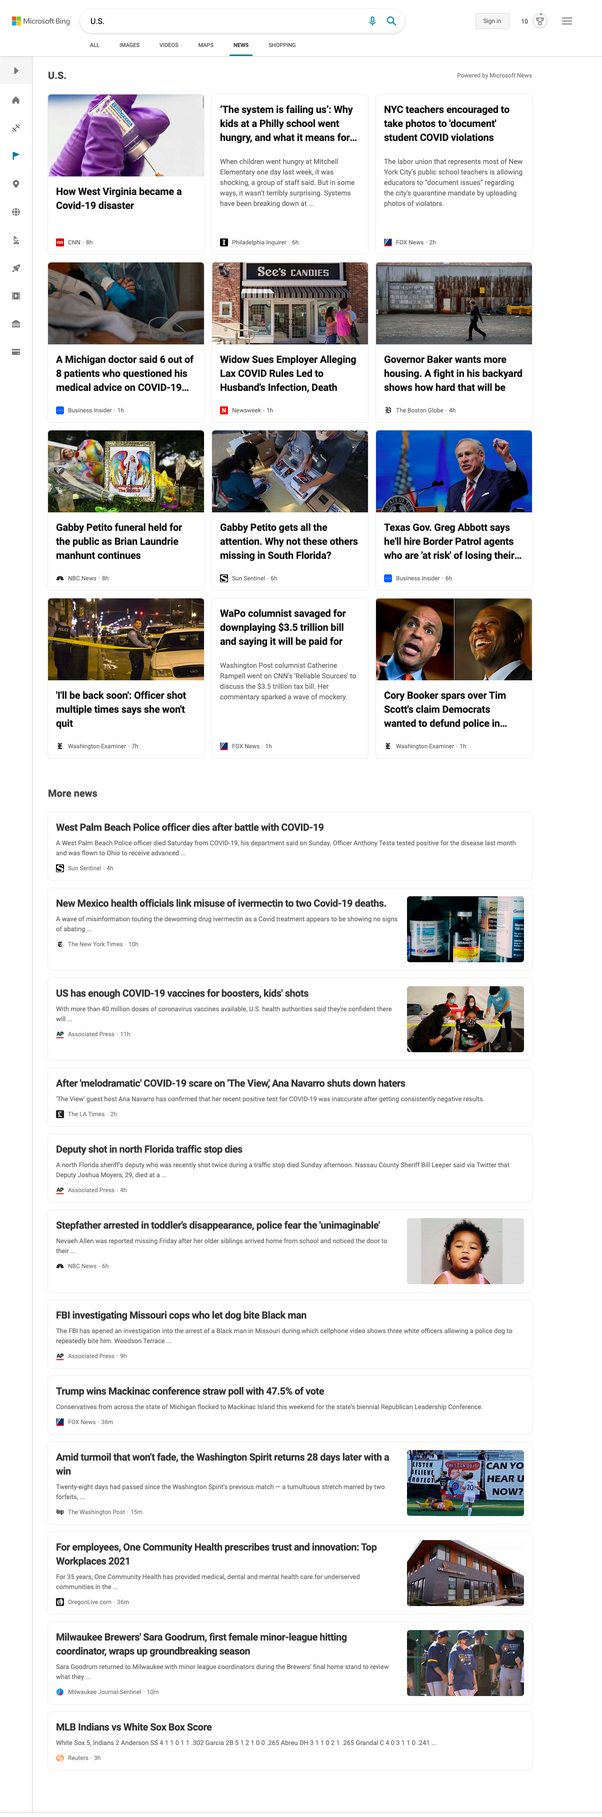 Microsoft Bing
U.S.
Sign in
10
ALL IMAGES VIDEOS MAPS NEWS SHOPPING
U.S.
Powered by Microsoft News
How West Virginia became a
Covid-19 disaster
CNN · 8h
'The system is failing us': Why
kids at a Philly school went
hungry, and what it means for...
When children went hungry at Mitchell
Elementary one day last week, it was
shocking, a group of staff said. But in some
ways, it wasn't terribly surprising. Systems
have been breaking down at ...
Philadelphia Inquirer · 6h
NYC teachers encouraged to
take photos to 'document'
student COVID violations
The labor union that represents most of New
York City's public school teachers is allowing
educators to "document issues" regarding
the city's quarantine mandate by uploading
photos of violators.
FOX News · 2h
A Michigan doctor said 6 out of
8 patients who questioned his
medical advice on COVID-19...
Business Insider · 1h
See's CANDIES
Widow Sues Employer Alleging
Lax COVID Rules Led to
Husband's Infection, Death
Newsweek · 1h
Governor Baker wants more
housing. A fight in his backyard
shows how hard that will be
The Boston Globe · 4h
Gabby Petito funeral held for
the public as Brian Laundrie
manhunt continues
NBC News · 8h
Gabby Petito gets all the
attention. Why not these others
missing in South Florida?
Sun Sentinel · 6h
Texas Gov. Greg Abbott says
he'll hire Border Patrol agents
who are 'at risk' of losing their...
Business Insider · 6h
'I'll be back soon': Officer shot
multiple times says she won't
quit
Washington Examiner · 7h
WaPo columnist savaged for
downplaying $3.5 trillion bill
and saying it will be paid for
Washington Post columnist Catherine
Rampell went on CNN's 'Reliable Sources' to
discuss the $3.5 trillion tax bill. Her
commentary sparked a wave of mockery.
FOX News · 1h
Cory Booker spars over Tim
Scott's claim Democrats
wanted to defund police in...
Washington Examiner · 1h
More news
West Palm Beach Police officer dies after battle with COVID-19
A West Palm Beach Police officer died Saturday from COVID-19, his department said on Sunday. Officer Anthony Testa tested positive for the disease last month
and was flown to Ohio to receive advanced ...
Sun Sentinel · 4h
New Mexico health officials link misuse of ivermectin to two Covid-19 deaths.
A wave of misinformation touting the deworming drug ivermectin as a Covid treatment appears to be showing no signs
of abating ...
The New York Times · 10h
US has enough COVID-19 vaccines for boosters, kids' shots
With more than 40 million doses of coronavirus vaccines available, U.S. health authorities said they're confident there
will ...
Associated Press · 11h
After 'melodramatic' COVID-19 scare on 'The View,' Ana Navarro shuts down haters
'The View' guest host Ana Navarro has confirmed that her recent positive test for COVID-19 was inaccurate after getting consistently negative results.
The LA Times · 2h
Deputy shot in north Florida traffic stop dies
A north Florida sheriff's deputy who was recently shot twice during a traffic stop died Sunday afternoon. Nassau County Sheriff Bill Leeper said via Twitter that
Deputy Joshua Moyers, 29, died at a ...
Associated Press · 4h
Stepfather arrested in toddler's disappearance, police fear the 'unimaginable'
Nevaeh Allen was reported missing Friday after her older siblings arrived home from school and noticed the door to
their ...
NBC News · 6h
FBI investigating Missouri cops who let dog bite Black man
The FBI has opened an investigation into the arrest of a Black man in Missouri during which cellphone video shows three white officers allowing a police dog to
repeatedly bite him. Woodson Terrace ...
Associated Press · 9h
Trump wins Mackinac conference straw poll with 47.5% of vote
Conservatives from across the state of Michigan flocked to Mackinac Island this weekend for the state's biennial Republican Leadership Conference.
FOX News · 36m
Amid turmoil that won't fade, the Washington Spirit returns 28 days later with a
win
Twenty-eight days had passed since the Washington Spirit's previous match — a tumultuous stretch marred by two
forfeits, ...
The Washington Post · 15m
LISTEN
BELIEVE
PROTECT
CAN YO
HEAR U
NOW?
For employees, One Community Health prescribes trust and innovation: Top
Workplaces 2021
For 35 years, One Community Health has provided medical, dental and mental health care for underserved
communities in the ...
OregonLive.com · 36m
Milwaukee Brewers' Sara Goodrum, first female minor-league hitting
coordinator, wraps up groundbreaking season
Sara Goodrum returned to Milwaukee with minor league coordinators during the Brewers' final home stand to review
what they ...
Milwaukee Journal-Sentinel · 10m
MLB Indians vs White Sox Box Score
White Sox 5, Indians 2 Anderson SS 4 1 1 0 1 1 .302 Garcia 2B 5 1 2 1 0 0 .265 Abreu DH 3 1 1 0 2 1 .265 Grandal C 4 0 3 1 1 0 .241 ...
Reuters · 3h